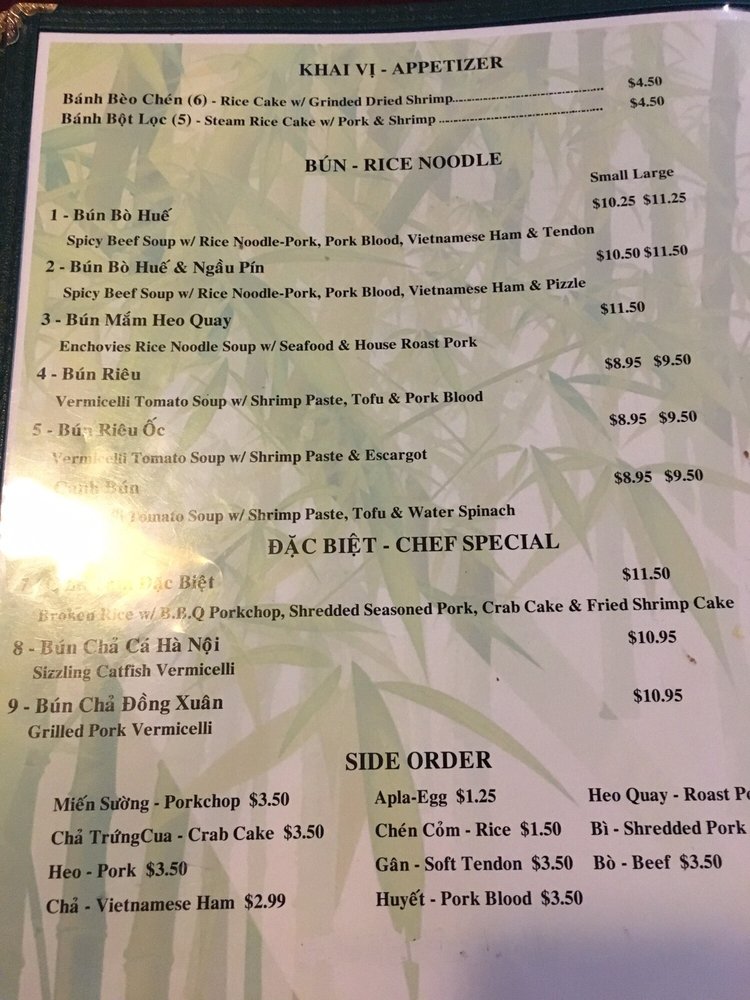 KHAI VỊ - APPETIZER
Bánh Bèo Chén (6) - Rice Cake w/ Grinded Dried Shrimp $4.50
Bánh Bột Lọc (5) - Steam Rice Cake w/ Pork & Shrimp $4.50
BÚN - RICE NOODLE
Small Large
1 - Bún Bò Huế $10.25 $11.25
Spicy Beef Soup w/ Rice Noodle-Pork, Pork Blood, Vietnamese Ham & Tendon
2 - Bún Bò Huế & Ngầu Pín $10.50 $11.50
Spicy Beef Soup w/ Rice Noodle-Pork, Pork Blood, Vietnamese Ham & Pizzle
3 - Bún Mắm Heo Quay $11.50
Enchovies Rice Noodle Soup w/ Seafood & House Roast Pork
4 - Bún Riêu $8.95 $9.50
Vermicelli Tomato Soup w/ Shrimp Paste, Tofu & Pork Blood
5 - Bún Riêu Ốc $8.95 $9.50
Vermicelli Tomato Soup w/ Shrimp Paste & Escargot
Canh Bún $8.95 $9.50
Tomato Soup w/ Shrimp Paste, Tofu & Water Spinach
ĐẶC BIỆT - CHEF SPECIAL
Đặc Biệt $11.50
Broken Rice w/ B.B.Q Porkchop, Shredded Seasoned Pork, Crab Cake & Fried Shrimp Cake
8 - Bún Chả Cá Hà Nội $10.95
Sizzling Catfish Vermicelli
9 - Bún Chả Đồng Xuân $10.95
Grilled Pork Vermicelli
SIDE ORDER
Miến Sường - Porkchop $3.50 Apla-Egg $1.25 Heo Quay - Roast
Chả TrứngCua - Crab Cake $3.50 Chén Cỏm - Rice $1.50 Bì - Shredded Pork
Heo - Pork $3.50 Gân - Soft Tendon $3.50 Bò - Beef $3.50
Chả - Vietnamese Ham $2.99 Huyết - Pork Blood $3.50